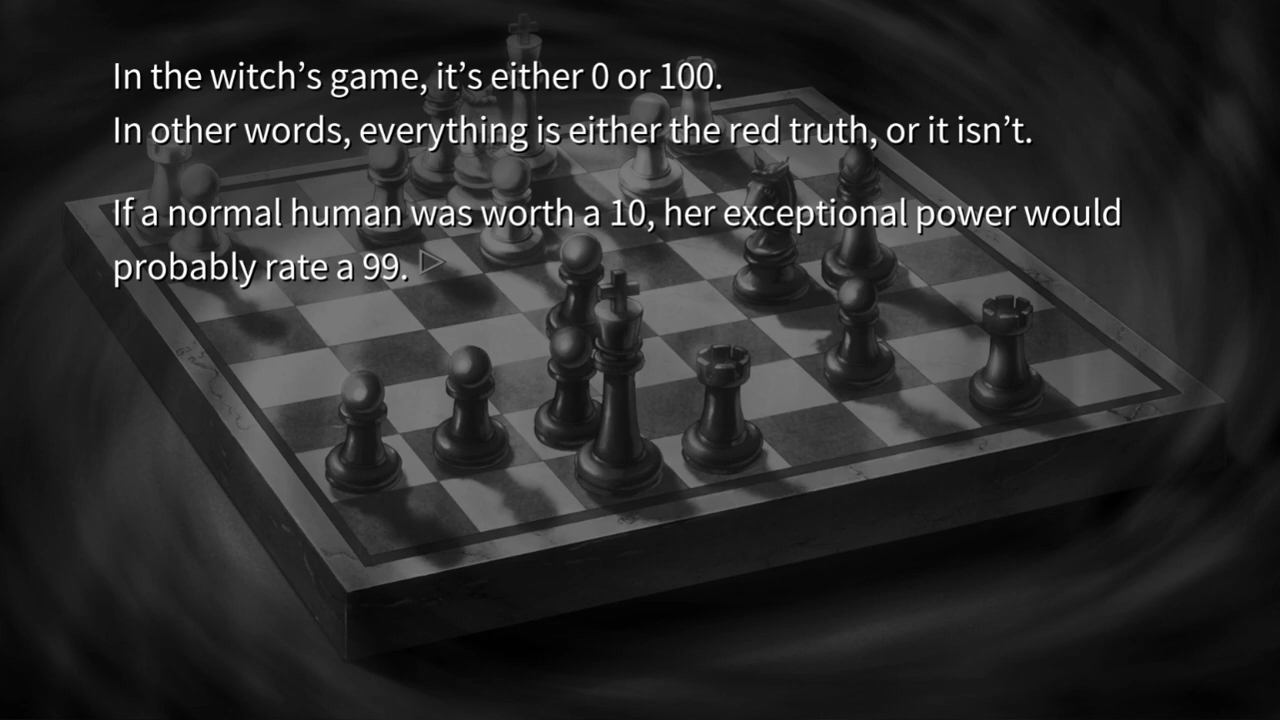 In the witch’s game, it’s either 0 or 100.
In other words, everything is either the red truth, or it isn’t.
If a normal human was worth a 10, her exceptional power would
probably rate a 99.